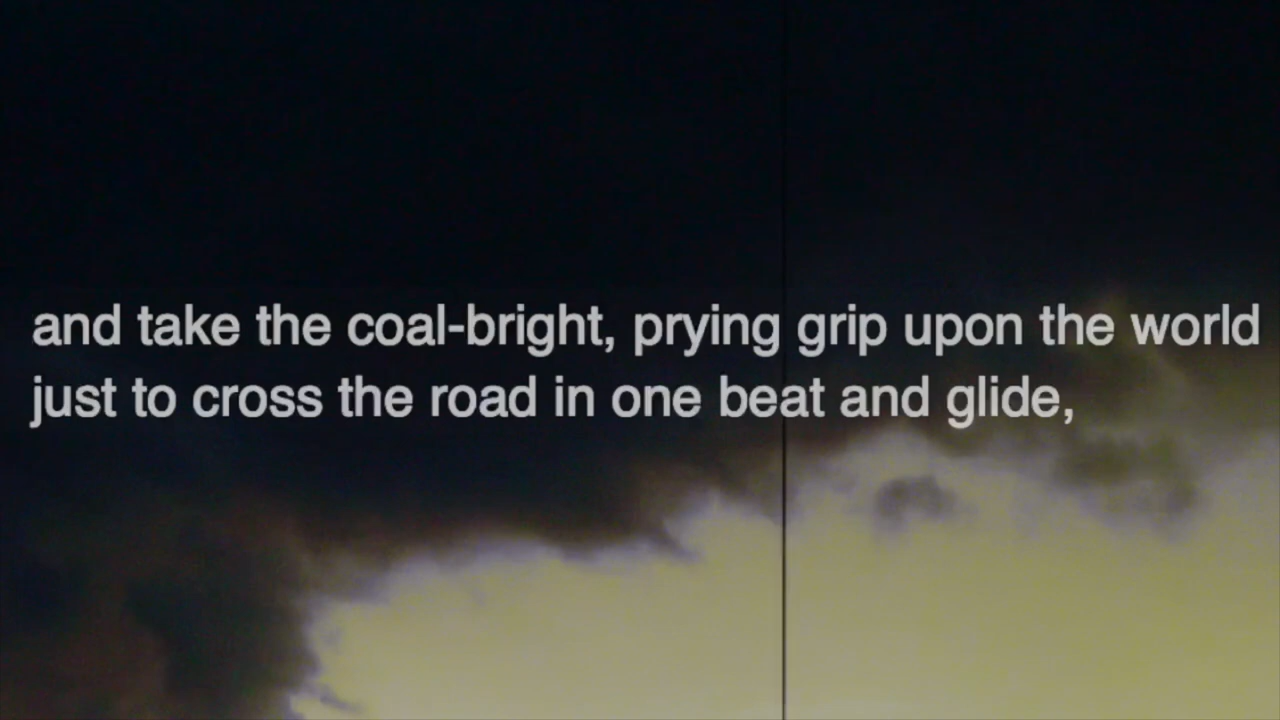 and take the coal-bright, prying grip upon the world
just to cross the road in one beat and glide,